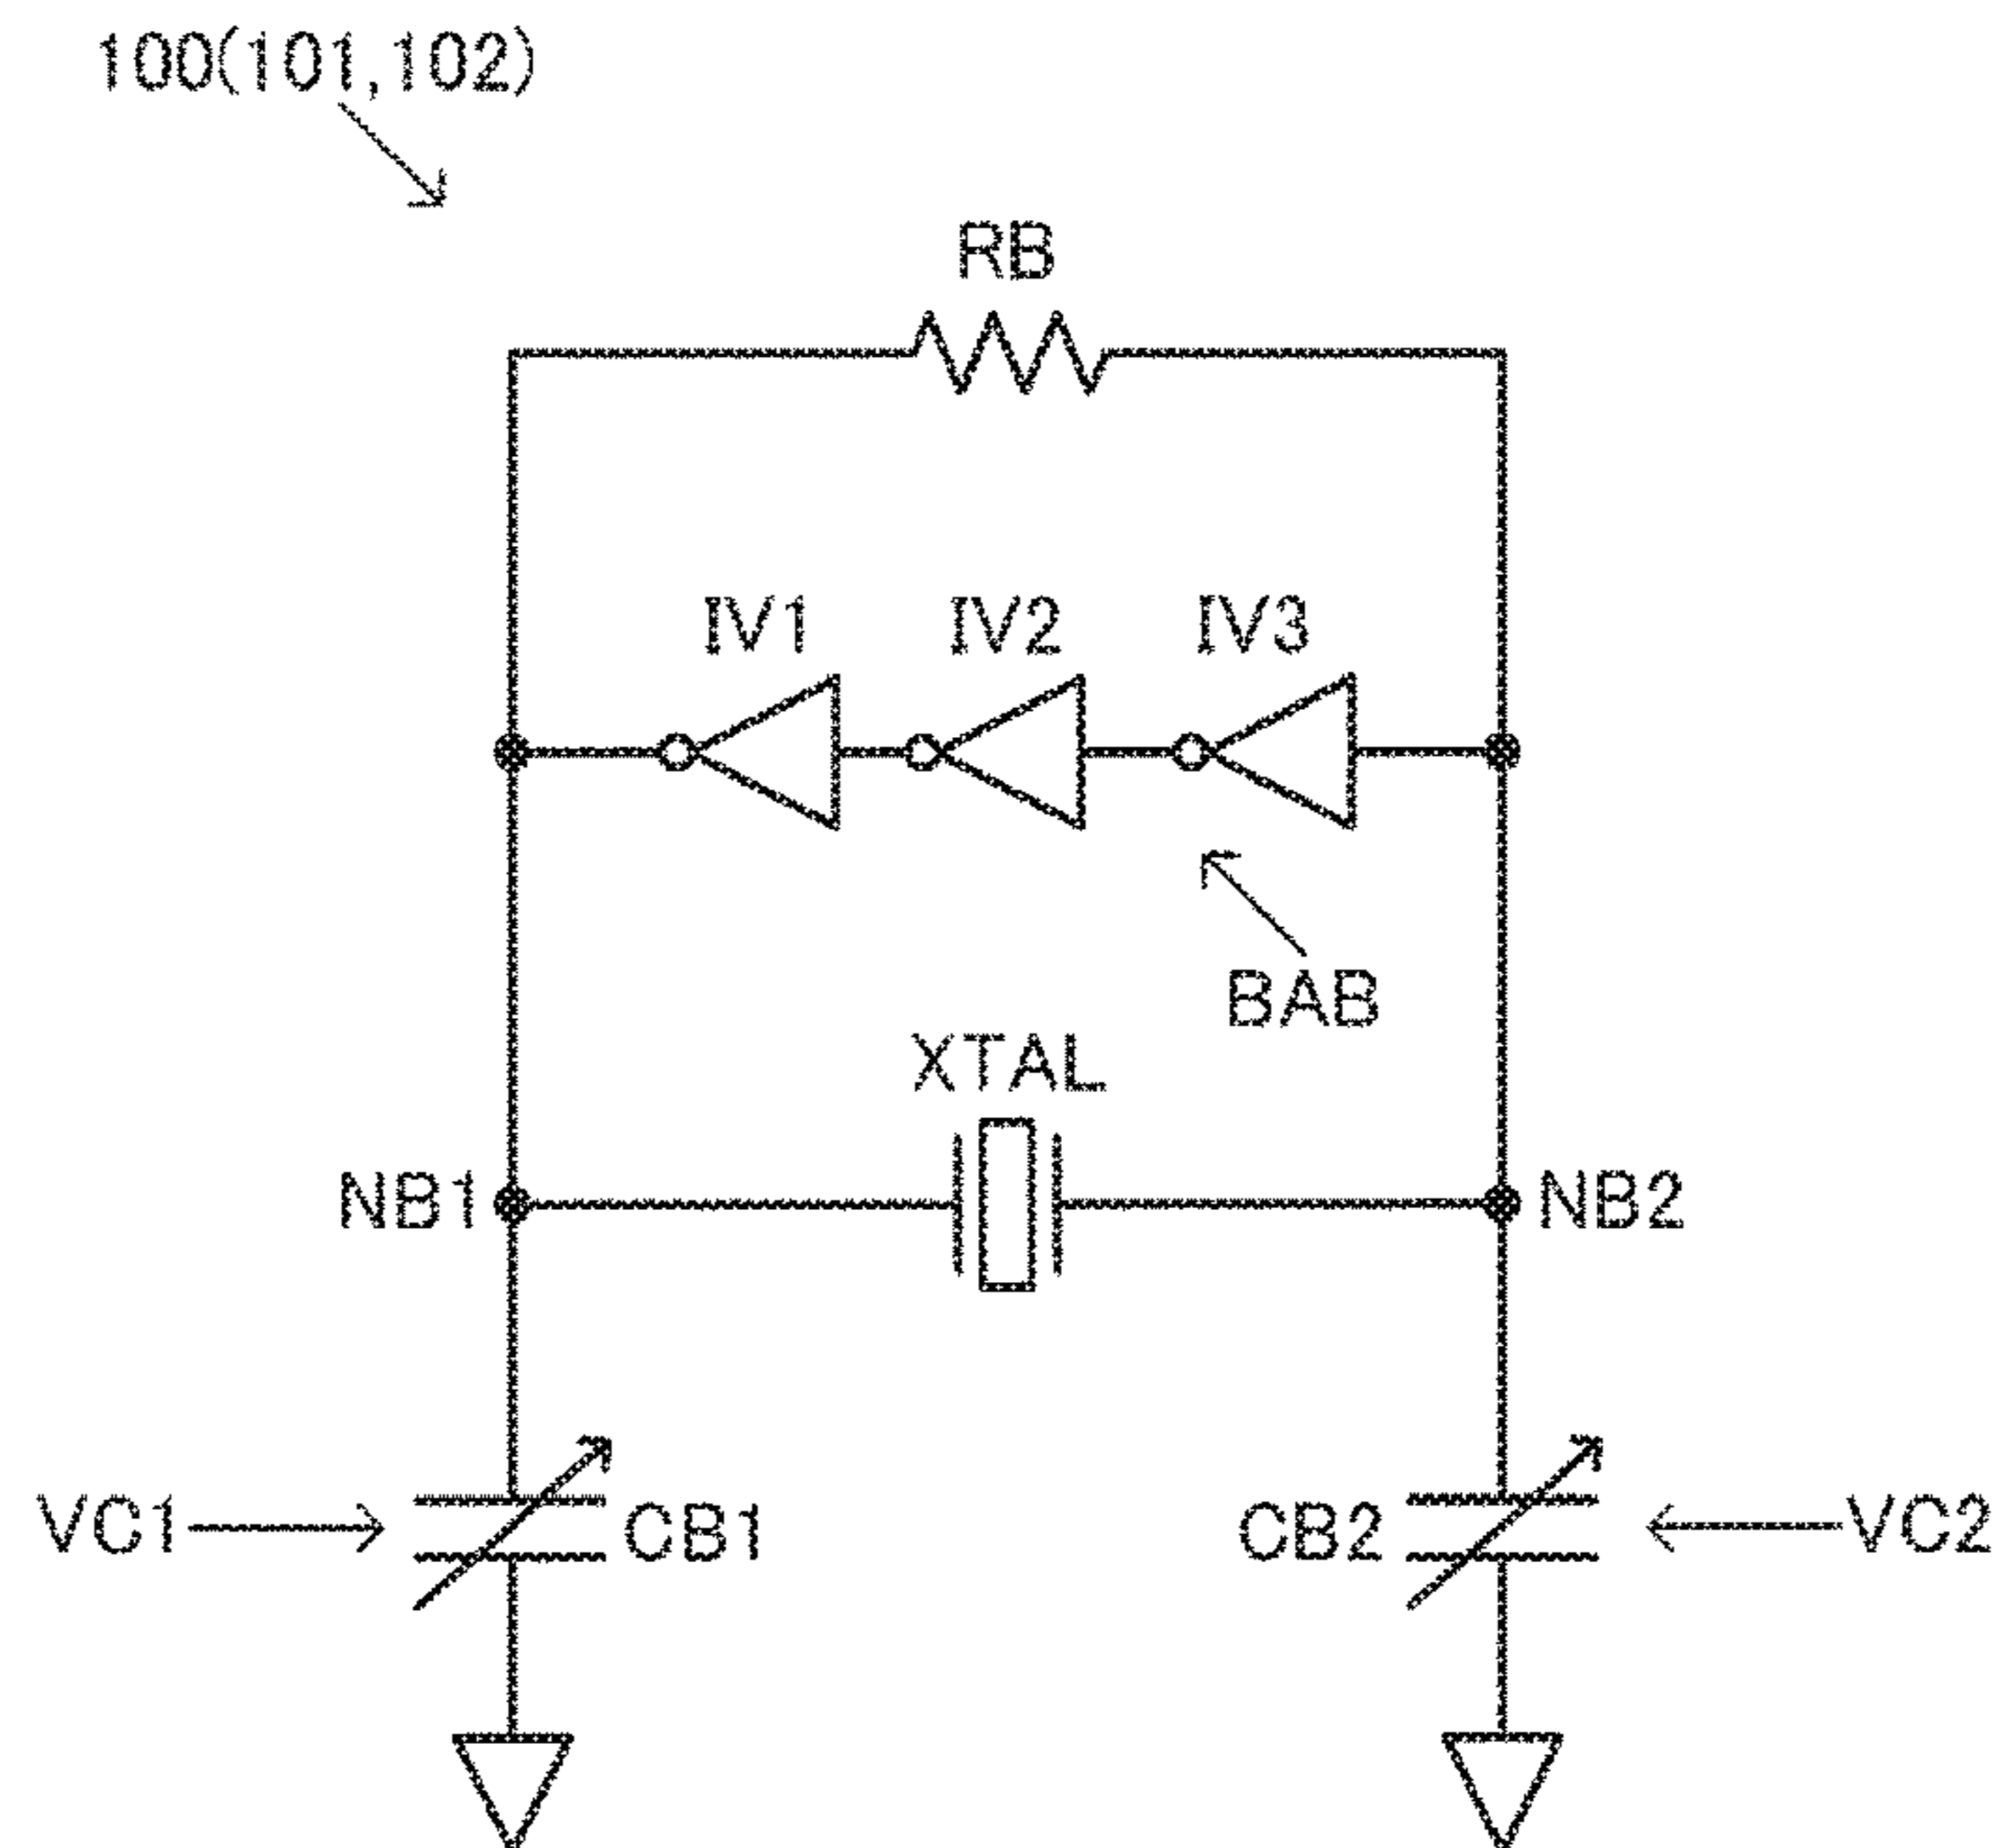 100(101,102)
RB
IV1 IV2 IV3
BAB
XTAL
NB1 NB2
VC1 CB1 CB2 VC2